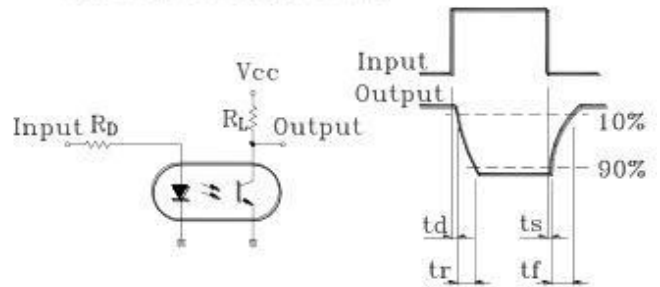 Vcc
Input RD
RL Output
Input
Output
10%
90%
td ts
tr tf